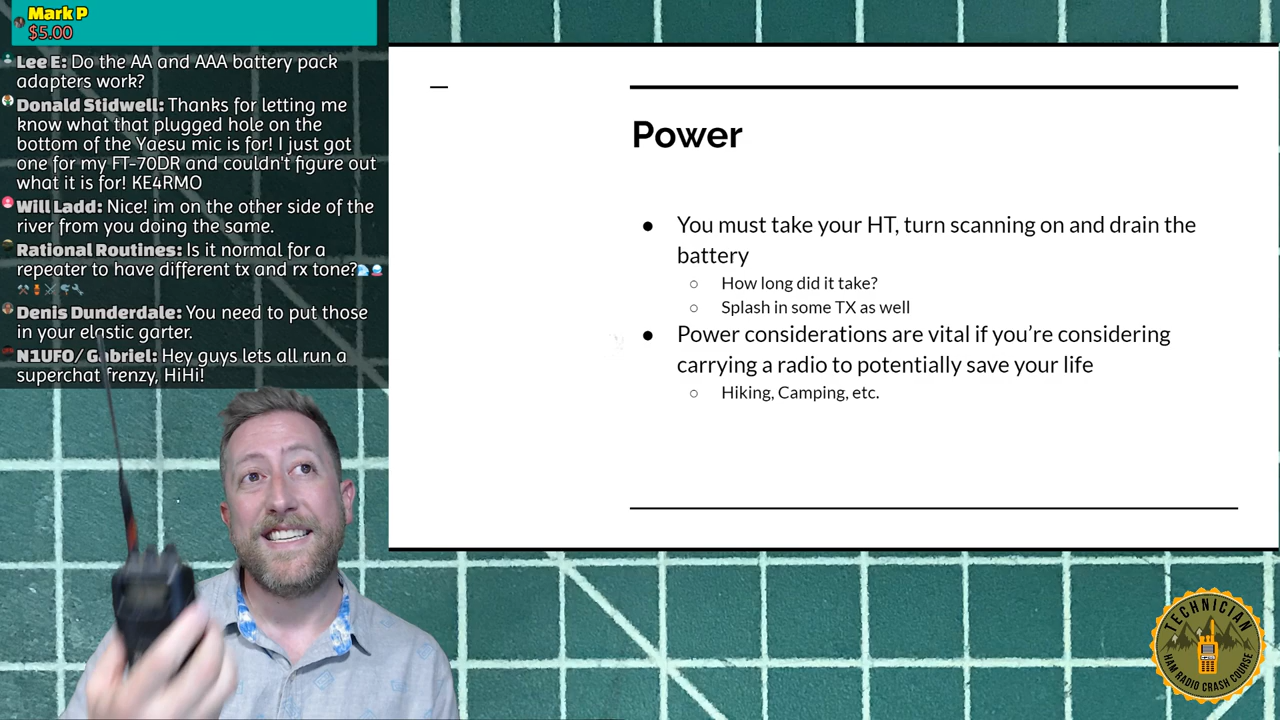 Mark P
$5.00
Lee E: Do the AA and AAA battery pack
adapters work?
Donald Stidwell: Thanks for letting me
know what that plugged hole on the
bottom of the Yaesu mic is for! I just got
one for my FT-70DR and couldn't figure out
what it is for! KE4RMO
Will Ladd: Nice! im on the other side of the
river from you doing the same.
Rational Routines: Is it normal for a
repeater to have different tx and rx tone?
Denis Dunderdale: You need to put those
in your elastic garter.
N1UFO/Gabriel: Hey guys lets all run a
superchat frenzy, HiHi!
Power
● You must take your HT, turn scanning on and drain the
battery
○ How long did it take?
○ Splash in some TX as well
● Power considerations are vital if you're considering
carrying a radio to potentially save your life
○ Hiking, Camping, etc.
TECHNICIAN
HAM RADIO CRASH COURSE